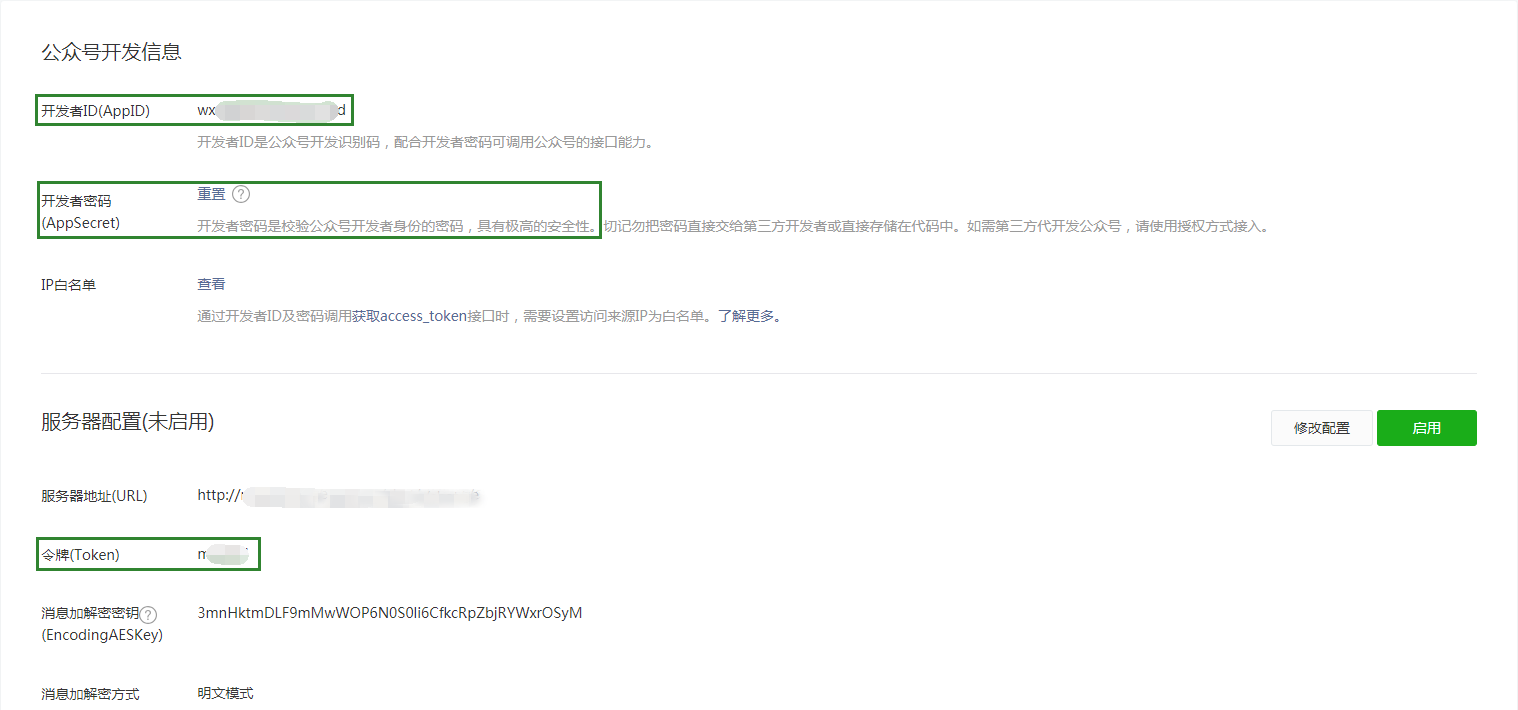 公众号开发信息
开发者ID(AppID) wx d
开发者ID是公众号开发识别码，配合开发者密码可调用公众号的接口能力。
开发者密码 重置 ?
(AppSecret) 开发者密码是校验公众号开发者身份的密码，具有极高的安全性。切记勿把密码直接交给第三方开发者或直接存储在代码中。如需第三方代开发公众号，请使用授权方式接入。
IP白名单 查看
通过开发者ID及密码调用获取access_token接口时，需要设置访问来源IP为白名单。了解更多。
服务器配置(未启用) 修改配置 启用
服务器地址(URL) http://
令牌(Token) m
消息加解密密钥 ? 3mnHktmDLF9mMwWOP6N0S0Ii6CfkcRpZbjRYWxrOSyM
(EncodingAESKey)
消息加解密方式 明文模式